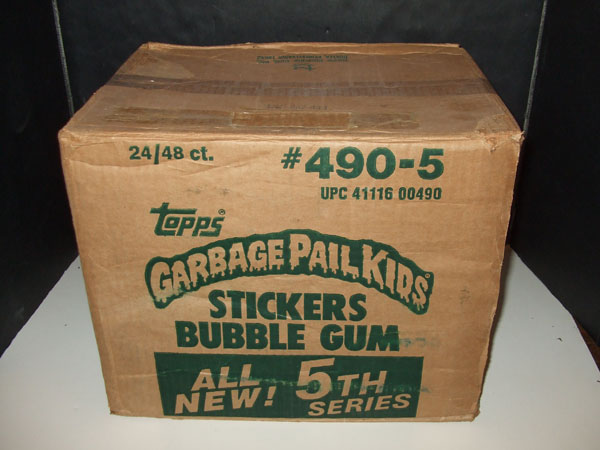 24/48 ct.
#490-5
UPC 41116 00490
topps®
GARBAGE PAIL KIDS®
STICKERS
BUBBLE GUM
ALL NEW! 5TH SERIES